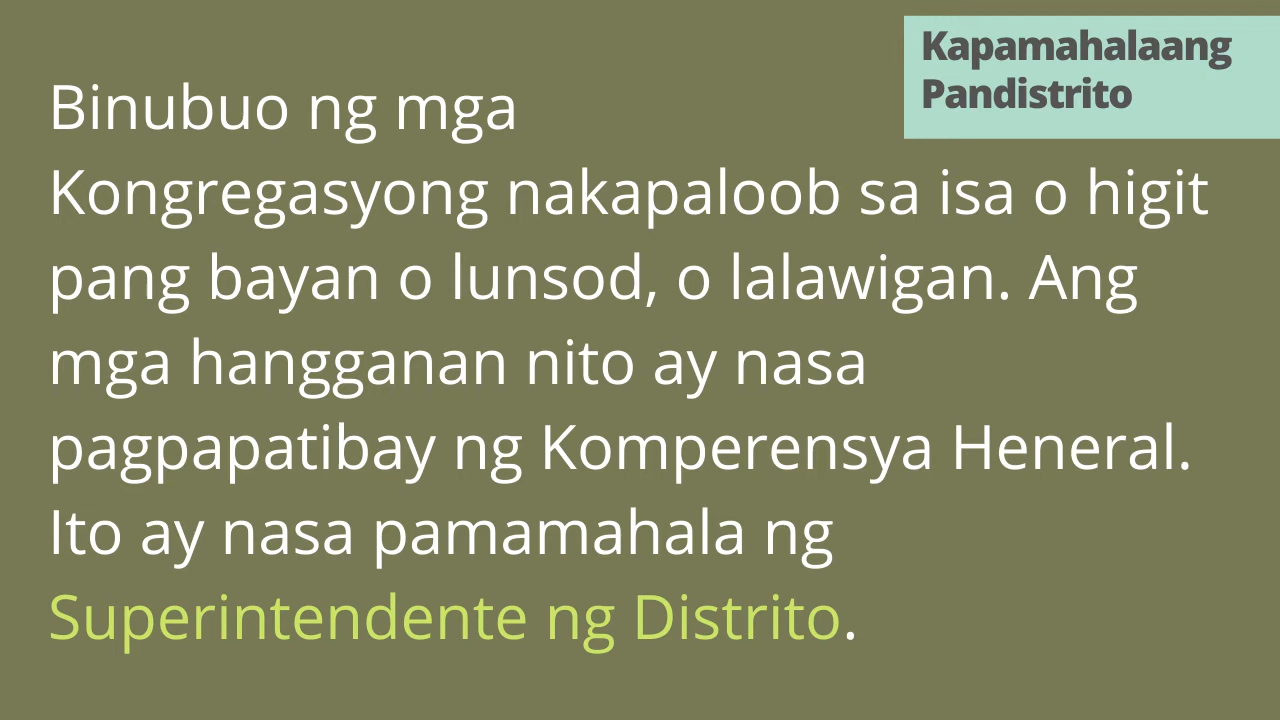 Kapamahalaang
Pandistrito
Binubuo ng mga
Kongregasyong nakapaloob sa isa o higit
pang bayan o lunsod, o lalawigan. Ang
mga hangganan nito ay nasa
pagpapatibay ng Komperensya Heneral.
Ito ay nasa pamamahala ng
Superintendente ng Distrito.